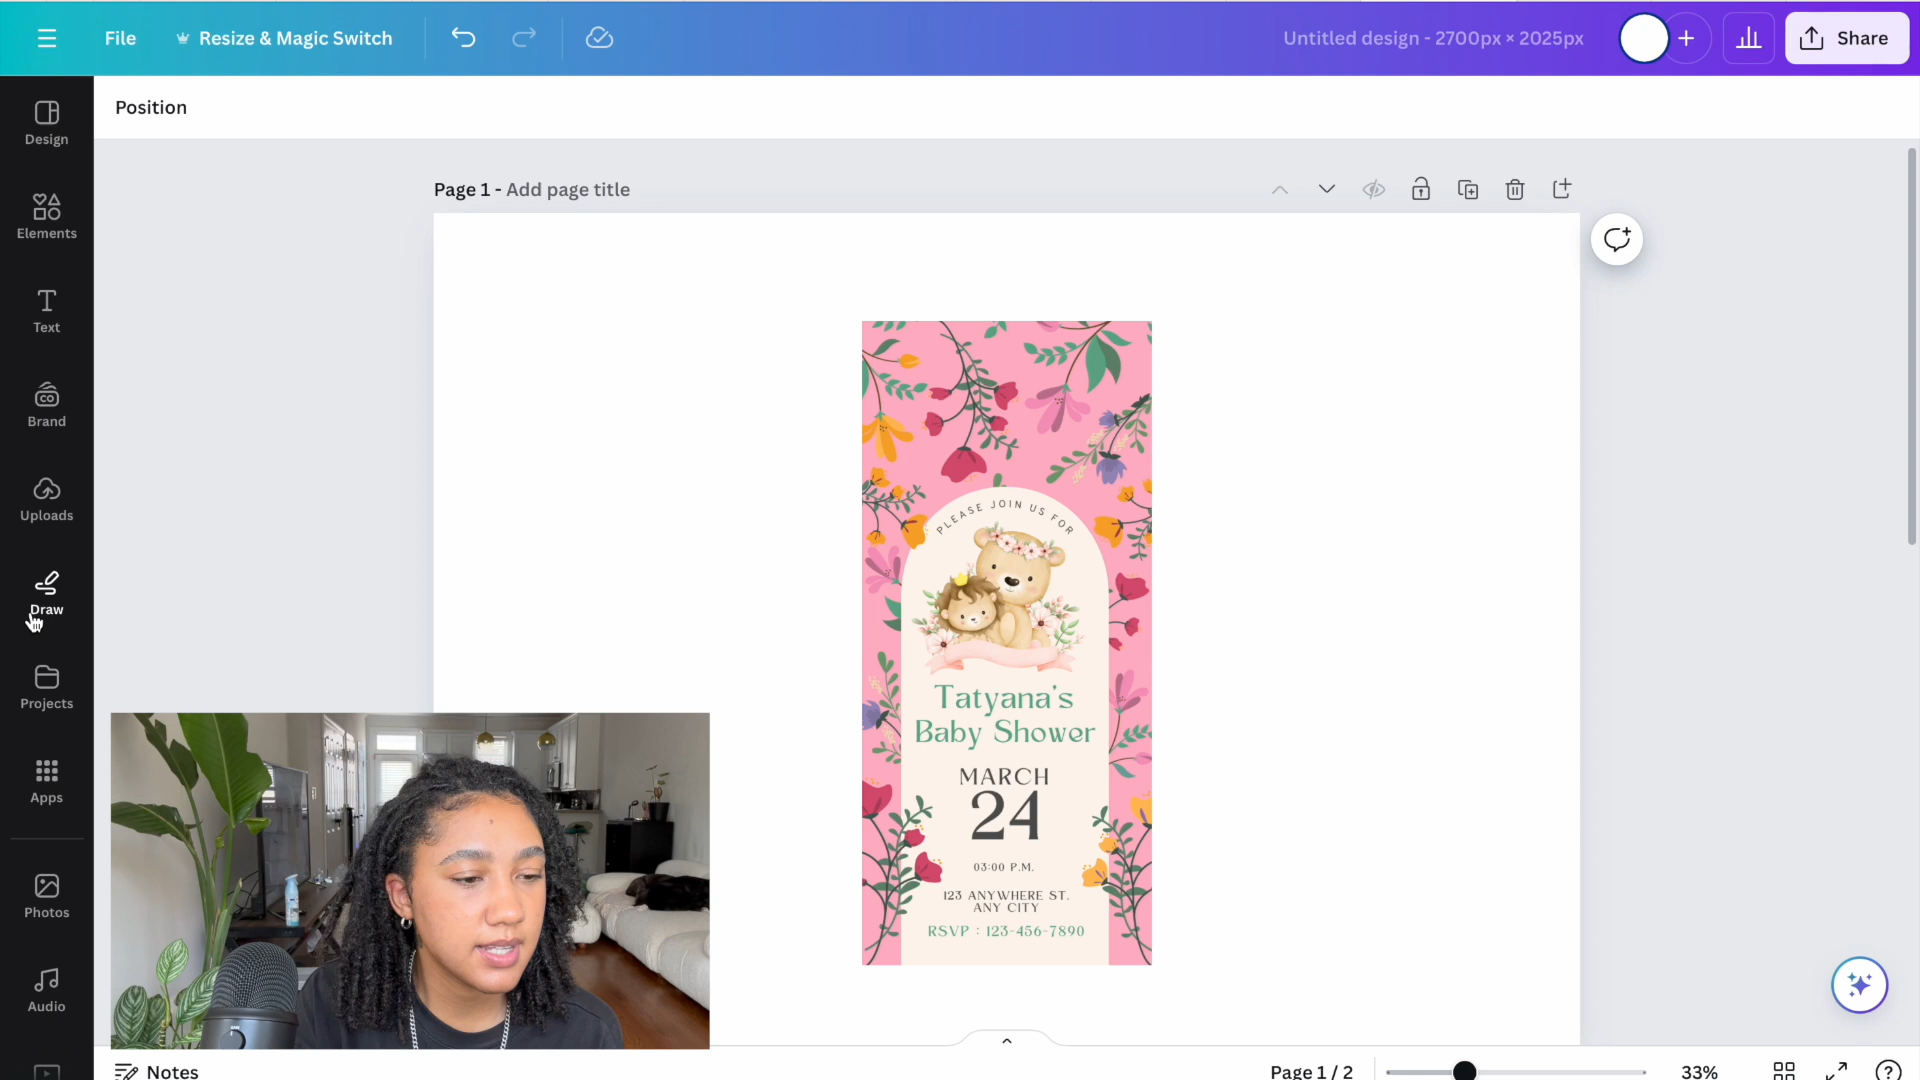 File
Resize & Magic Switch
Untitled design - 2700px × 2025px
Share
Position
Design
Elements
Text
Brand
CO
Uploads
Draw
Projects
Apps
Photos
Audio
Page 1 - Add page title
PLEASE JOIN US FOR
Tatyana's
Baby Shower
MARCH
24
03:00 P.M.
123 ANYWHERE ST.
ANY CITY
RSVP : 123-456-7890
Notes
Page 1 / 2
33%